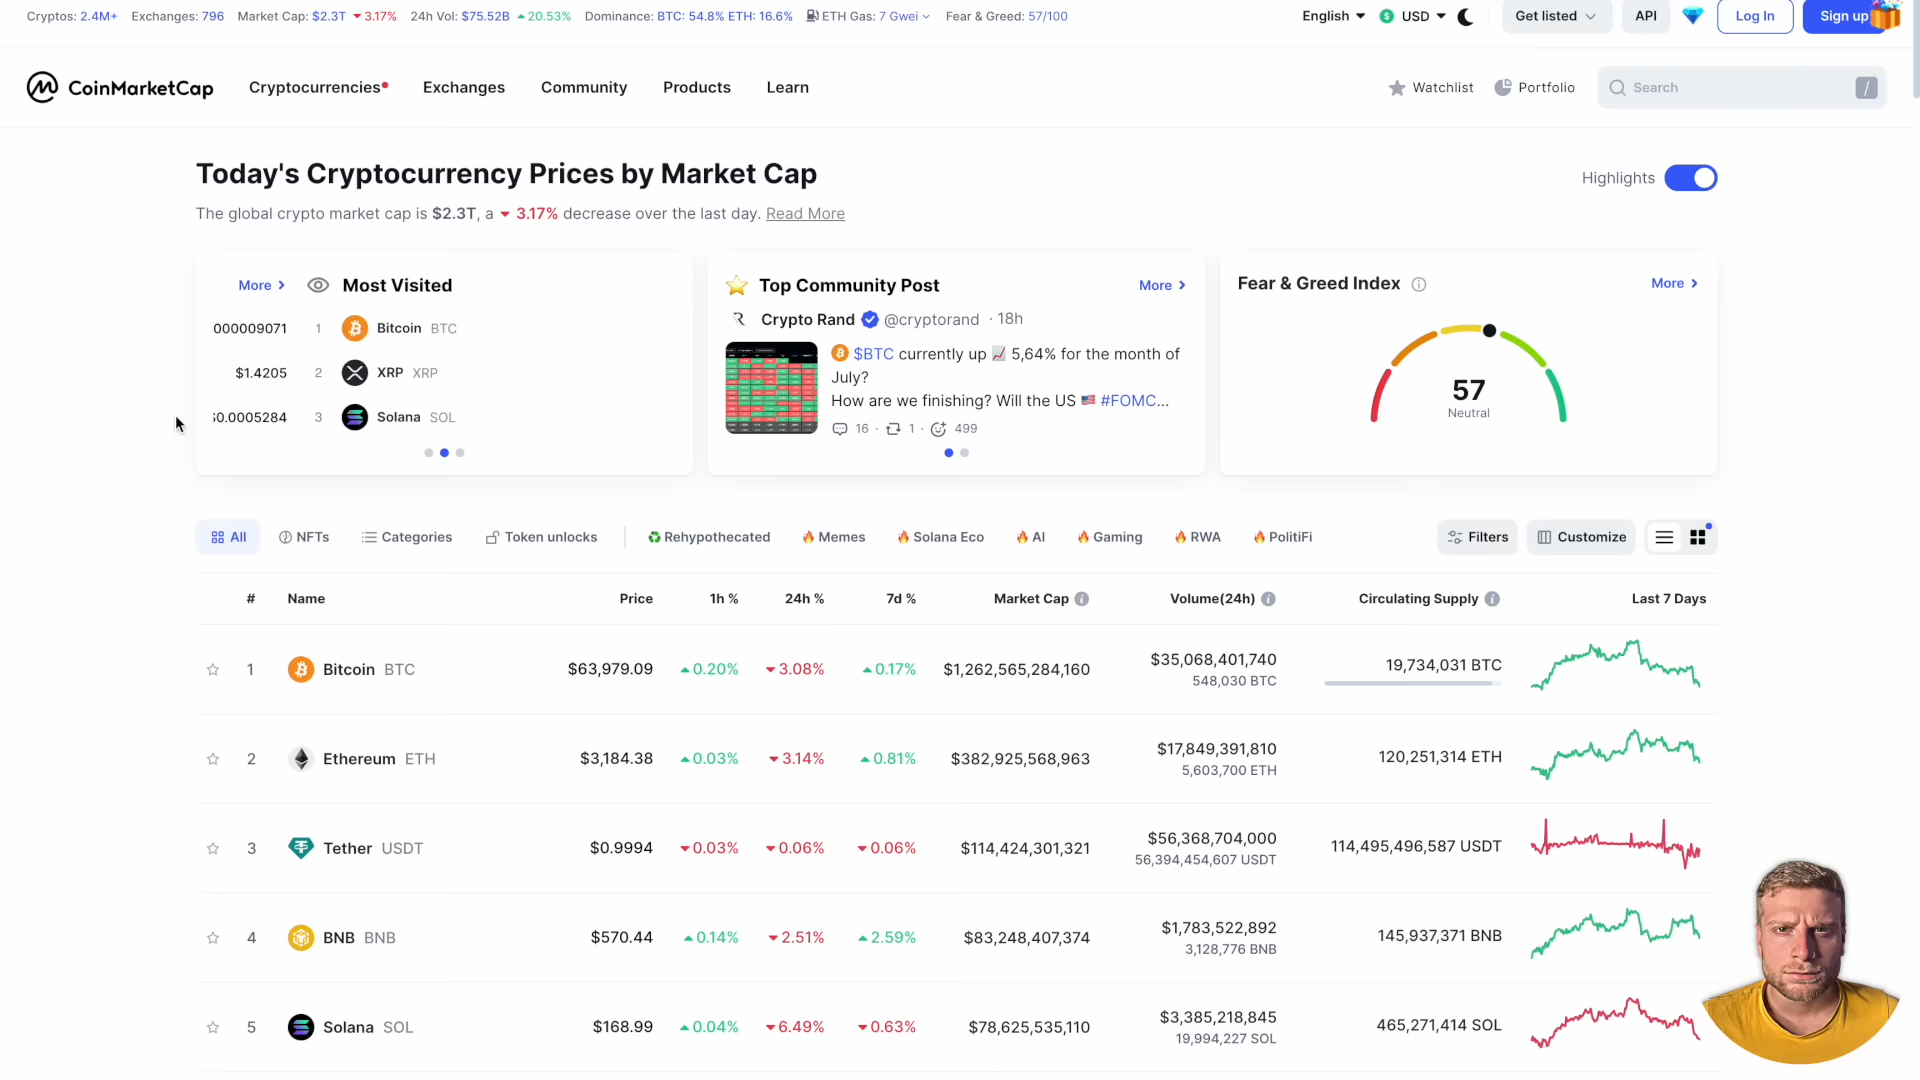 Cryptos: 2.4M+ Exchanges: 796 Market Cap: $2.3T 3.17% 24h Vol: $75.52B 20.53% Dominance: BTC: 54.8% ETH: 16.6% ETH Gas: 7 Gwei Fear & Greed: 57/100
English USD Get listed API Log In Sign up
CoinMarketCap Cryptocurrencies Exchanges Community Products Learn Watchlist Portfolio Search /
Today's Cryptocurrency Prices by Market Cap
Highlights
The global crypto market cap is $2.3T, a 3.17% decrease over the last day. Read More
More Most Visited
000009071 1 Bitcoin BTC
$1.4205 2 XRP XRP
$0.0005284 3 Solana SOL
Top Community Post More
Crypto Rand @cryptorand · 18h
$BTC currently up 5,64% for the month of
July?
How are we finishing? Will the US #FOMC...
16 · 1 · 499
Fear & Greed Index More
57
Neutral
All NFTs Categories Token unlocks Rehypothecated Memes Solana Eco AI Gaming RWA PolitiFi Filters Customize
# Name Price 1h % 24h % 7d % Market Cap Volume(24h) Circulating Supply Last 7 Days
1 Bitcoin BTC $63,979.09 0.20% 3.08% 0.17% $1,262,565,284,160 $35,068,401,740 19,734,031 BTC
548,030 BTC
2 Ethereum ETH $3,184.38 0.03% 3.14% 0.81% $382,925,568,963 $17,849,391,810 120,251,314 ETH
5,603,700 ETH
3 Tether USDT $0.9994 0.03% 0.06% 0.06% $114,424,301,321 $56,368,704,000 114,495,496,587 USDT
56,394,454,607 USDT
4 BNB BNB $570.44 0.14% 2.51% 2.59% $83,248,407,374 $1,783,522,892 145,937,371 BNB
3,128,776 BNB
5 Solana SOL $168.99 0.04% 6.49% 0.63% $78,625,535,110 $3,385,218,845 465,271,414 SOL
19,994,227 SOL